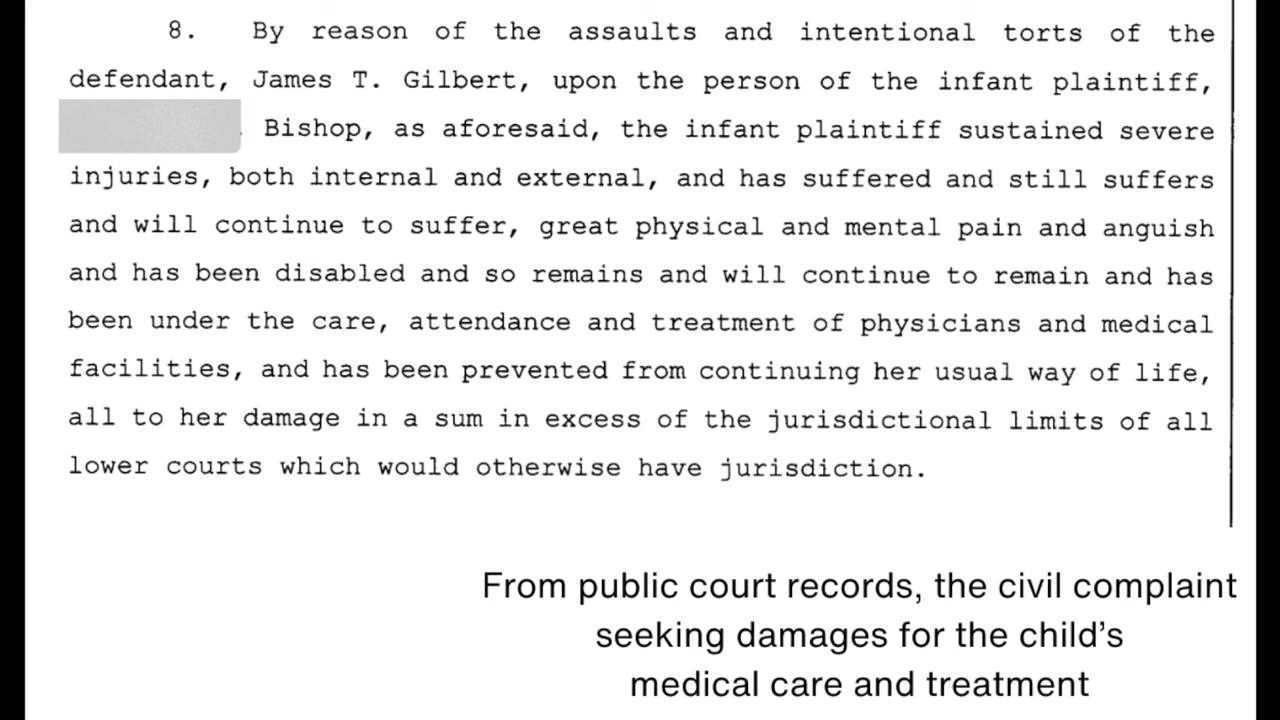 8. By reason of the assaults and intentional torts of the
defendant, James T. Gilbert, upon the person of the infant plaintiff,
Bishop, as aforesaid, the infant plaintiff sustained severe
injuries, both internal and external, and has suffered and still suffers
and will continue to suffer, great physical and mental pain and anguish
and has been disabled and so remains and will continue to remain and has
been under the care, attendance and treatment of physicians and medical
facilities, and has been prevented from continuing her usual way of life,
all to her damage in a sum in excess of the jurisdictional limits of all
lower courts which would otherwise have jurisdiction.
From public court records, the civil complaint
seeking damages for the child’s
medical care and treatment